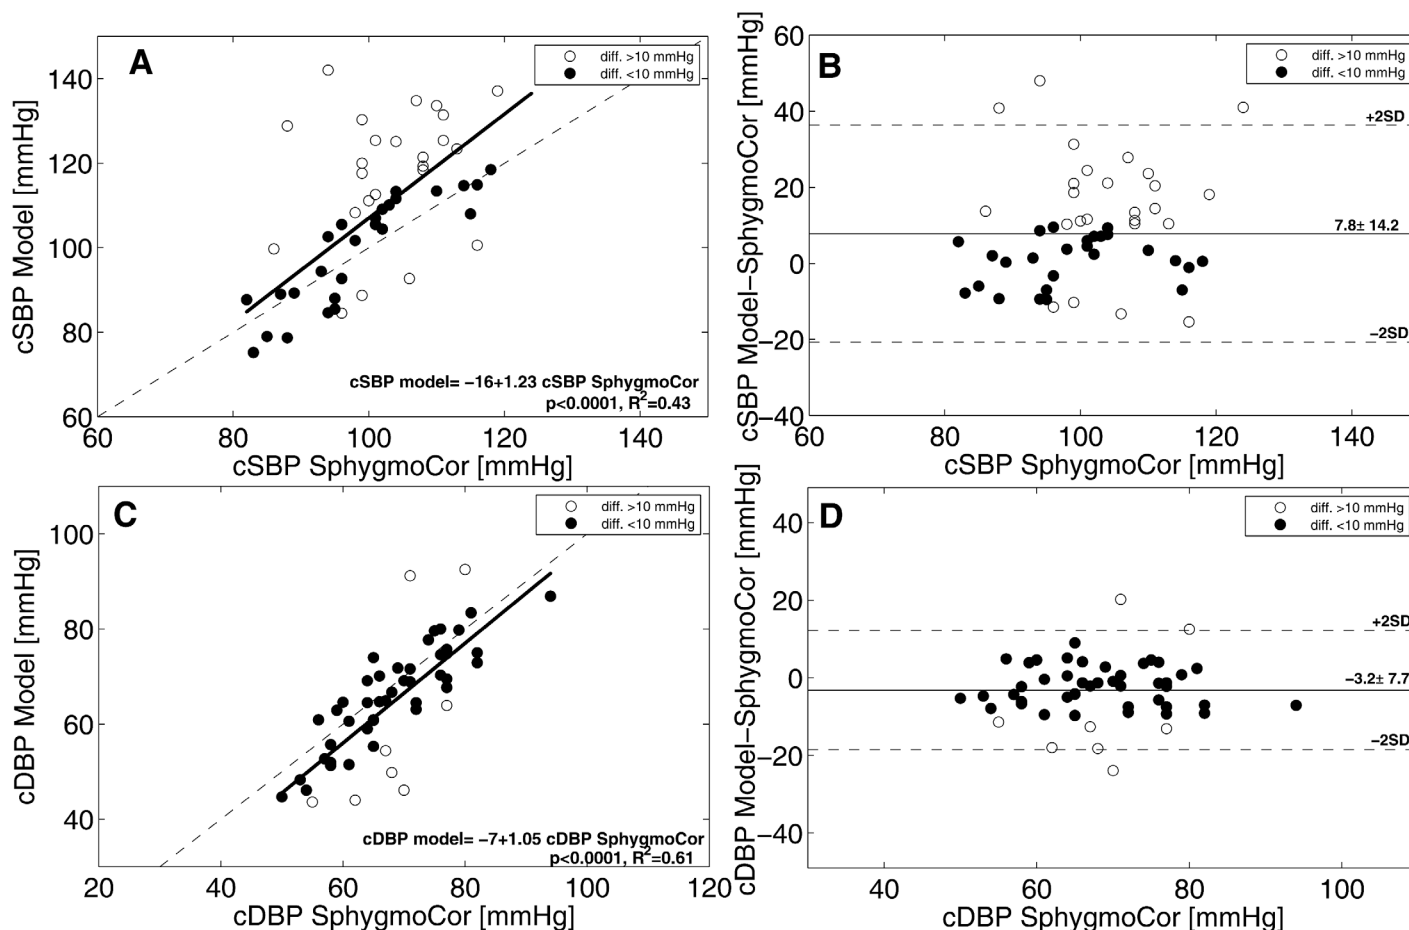 A
diff. >10 mmHg
diff. <10 mmHg
cSBP Model [mmHg]
140
120
100
80
60
cSBP model= −16+1.23 cSBP SphygmoCor
p<0.0001, R²=0.43
60
80
100
120
140
cSBP SphygmoCor [mmHg]
B
diff. >10 mmHg
diff. <10 mmHg
cSBP Model−SphygmoCor [mmHg]
60
40
20
0
−20
−40
+2SD
7.8± 14.2
−2SD
80
100
120
140
cSBP SphygmoCor [mmHg]
C
diff. >10 mmHg
diff. <10 mmHg
cDBP Model [mmHg]
100
80
60
40
cDBP model= −7+1.05 cDBP SphygmoCor
p<0.0001, R²=0.61
20
40
60
80
100
120
cDBP SphygmoCor [mmHg]
D
diff. >10 mmHg
diff. <10 mmHg
cDBP Model−SphygmoCor [mmHg]
40
20
0
−20
−40
+2SD
−3.2± 7.7
−2SD
40
60
80
100
cDBP SphygmoCor [mmHg]